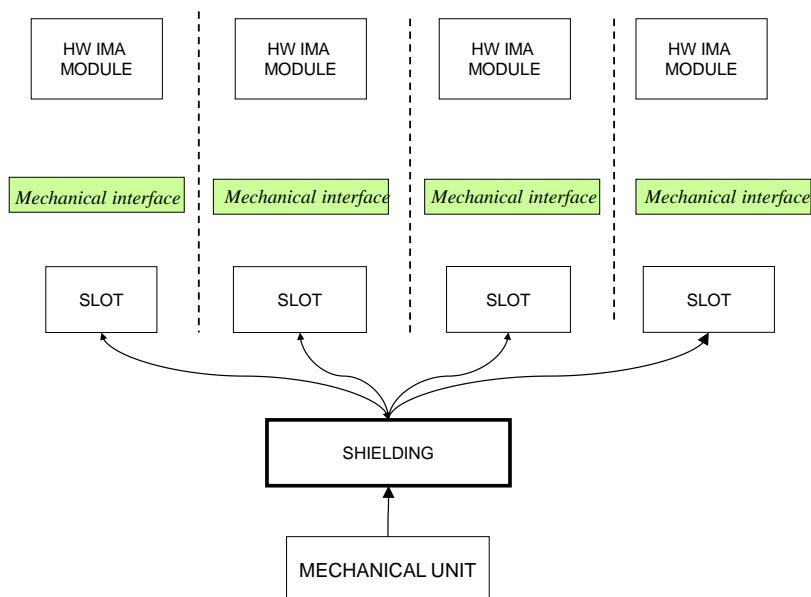 HW IMA
MODULE
HW IMA
MODULE
HW IMA
MODULE
HW IMA
MODULE
Mechanical interface
Mechanical interface
Mechanical interface
Mechanical interface
SLOT
SLOT
SLOT
SLOT
SHIELDING
MECHANICAL UNIT